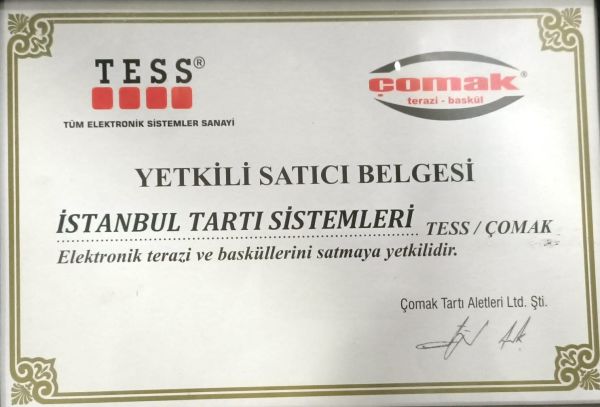 TESS®
TÜM ELEKTRONİK SİSTEMLER SANAYİ
çomak®
terazi - baskül
YETKİLİ SATICI BELGESİ
İSTANBUL TARTI SİSTEMLERİ TESS / ÇOMAK
Elektronik terazi ve basküllerini satmaya yetkilidir.
Çomak Tartı Aletleri Ltd. Şti.